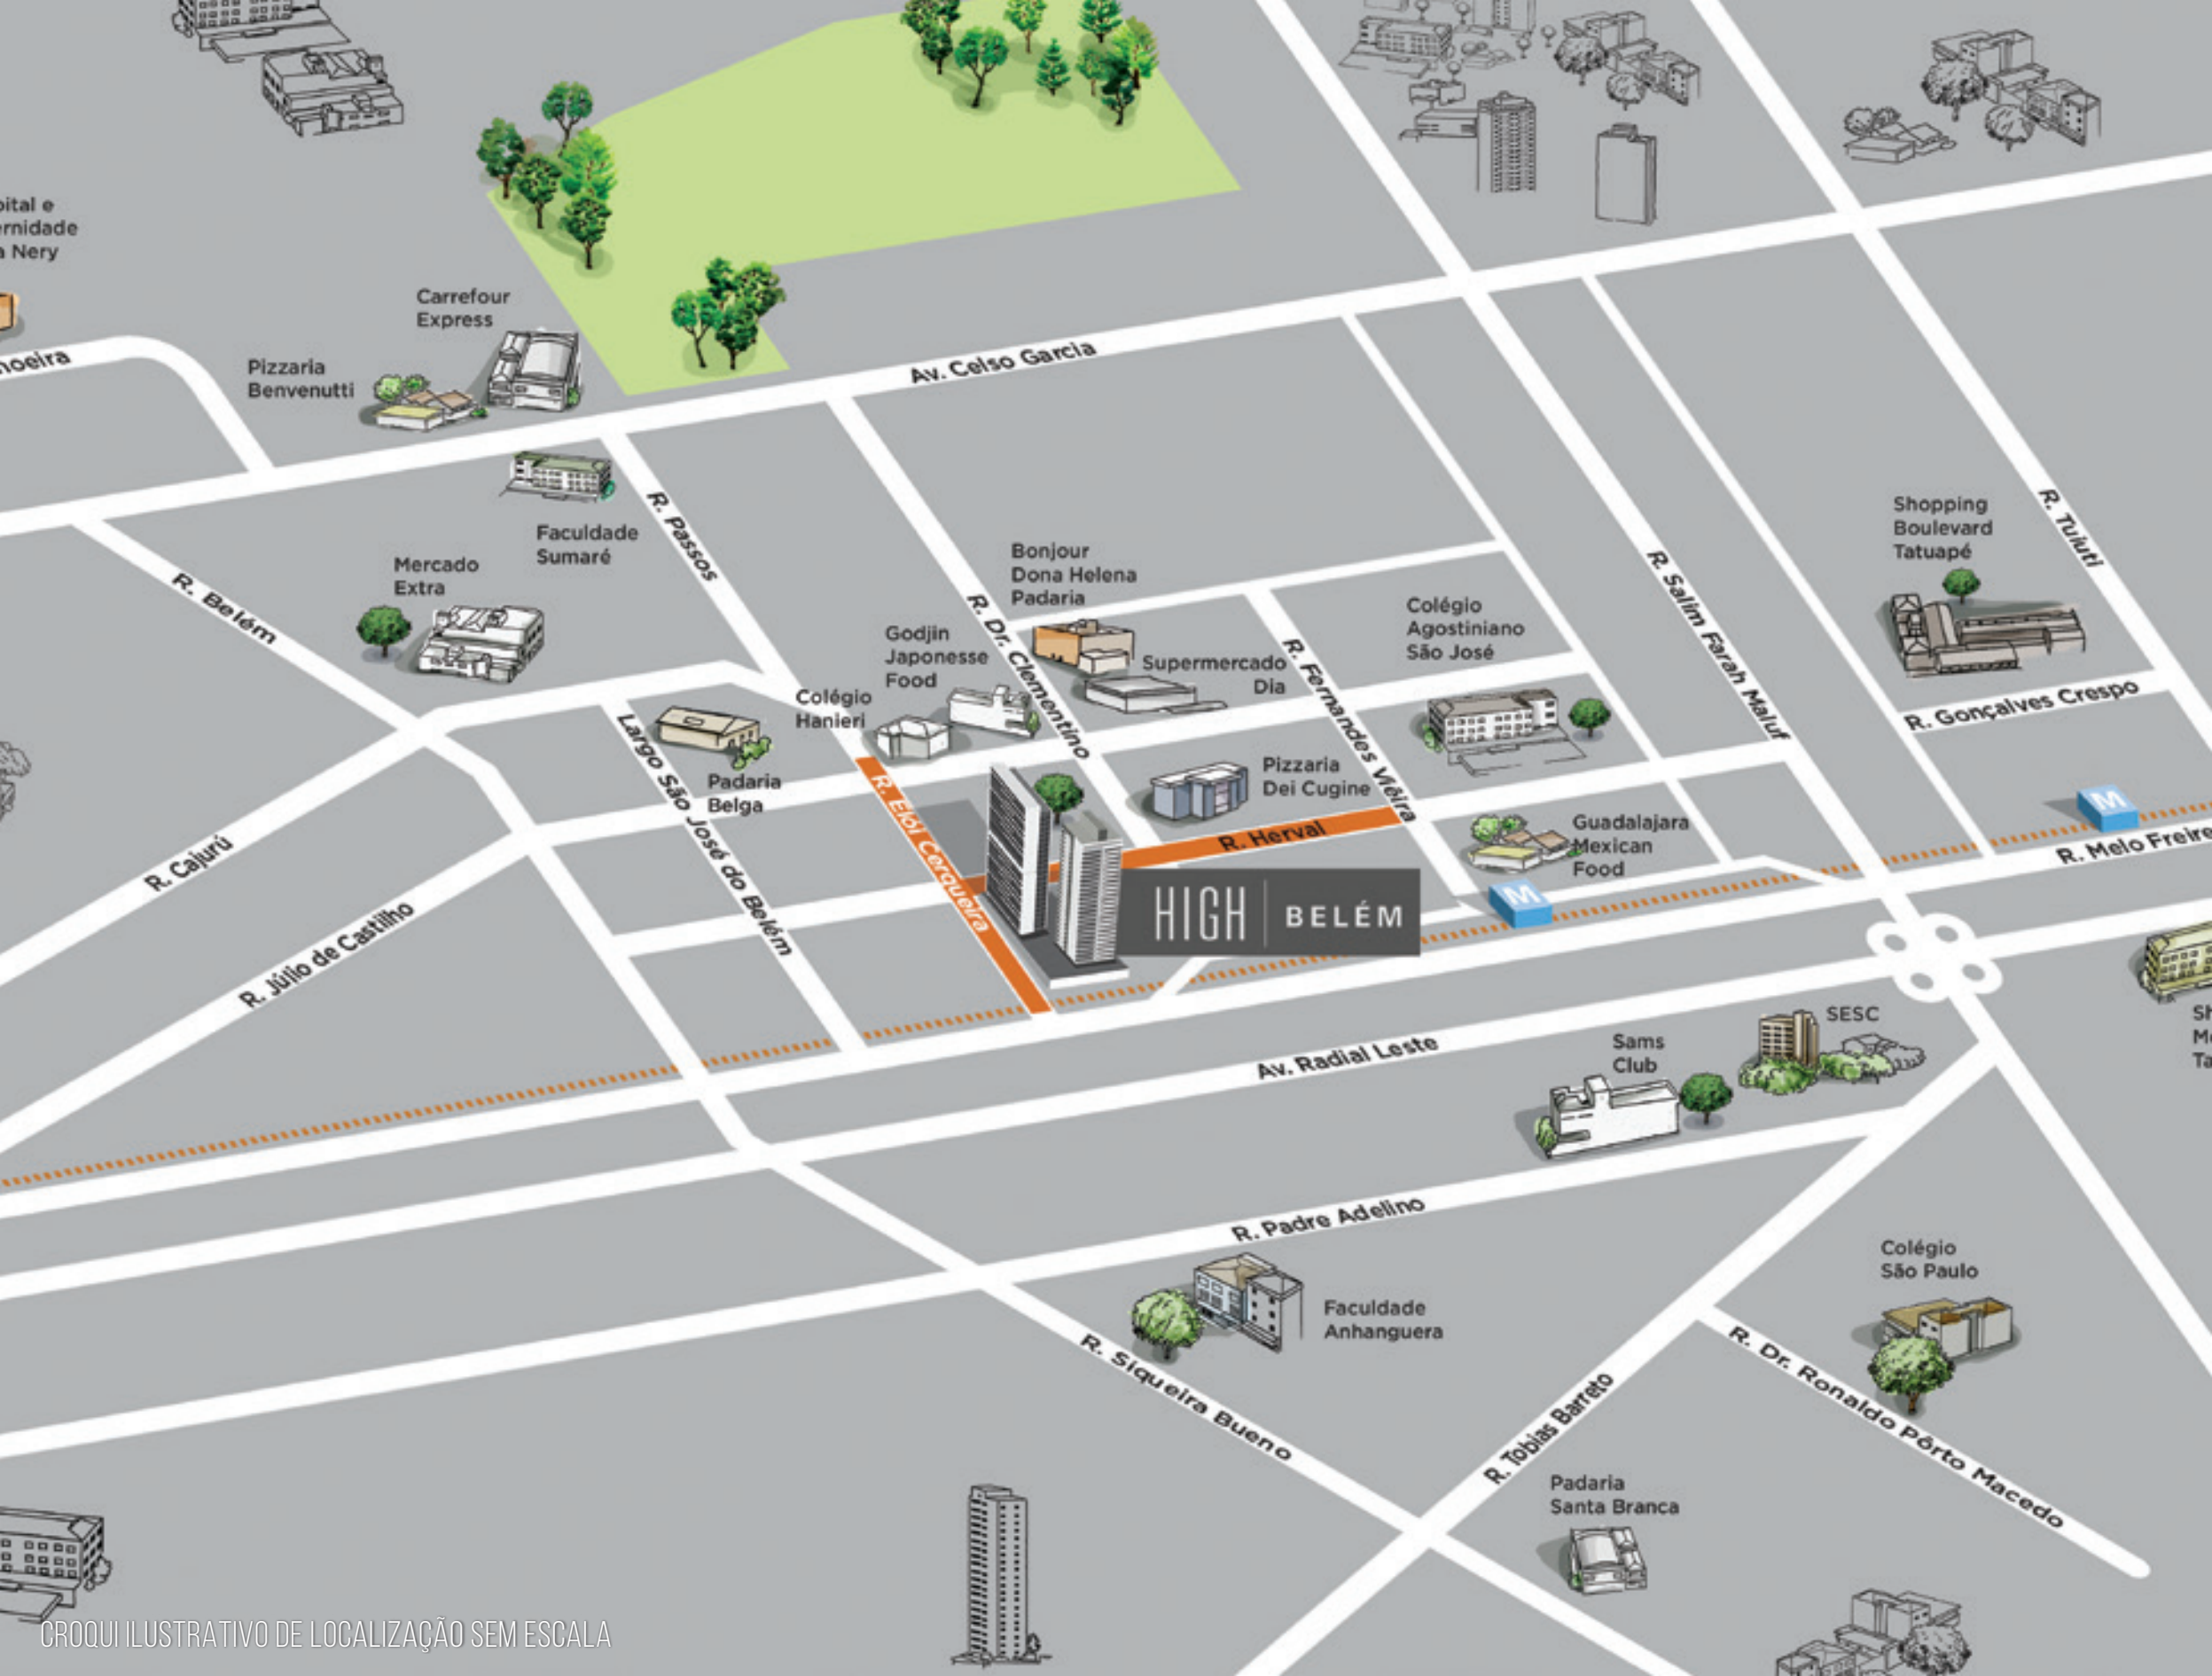 pital e
ernidade
a Nery
Carrefour
Express
Pizzaria
Benvenutti
noeira
Av. Celso Garcia
Faculdade
Sumaré
R. Passos
Mercado
Extra
R. Belém
Bonjour
Dona Helena
Padaria
R. Dr. Clementino
Godjin
Japonesse
Food
Supermercado
Dia
Colégio
Hanieri
R. Fernandes Viéira
Colégio
Agostiniano
São José
R. Salim Farah Maluf
Shopping
Boulevard
Tatuapé
R. Tuiuti
R. Gonçalves Crespo
Largo São José do Belém
Padaria
Belga
R. Elói Cerqueira
Pizzaria
Dei Cugine
R. Herval
Guadalajara
Mexican
Food
M
M
R. Melo Freire
R. Cajurú
R. Júlio de Castilho
HIGH BELÉM
Av. Radial Leste
Sams
Club
SESC
Sh
Me
Ta
R. Padre Adelino
Faculdade
Anhanguera
Colégio
São Paulo
R. Siqueira Bueno
R. Tobias Barreto
R. Dr. Ronaldo Pôrto Macedo
Padaria
Santa Branca
CROQUI ILUSTRATIVO DE LOCALIZAÇÃO SEM ESCALA